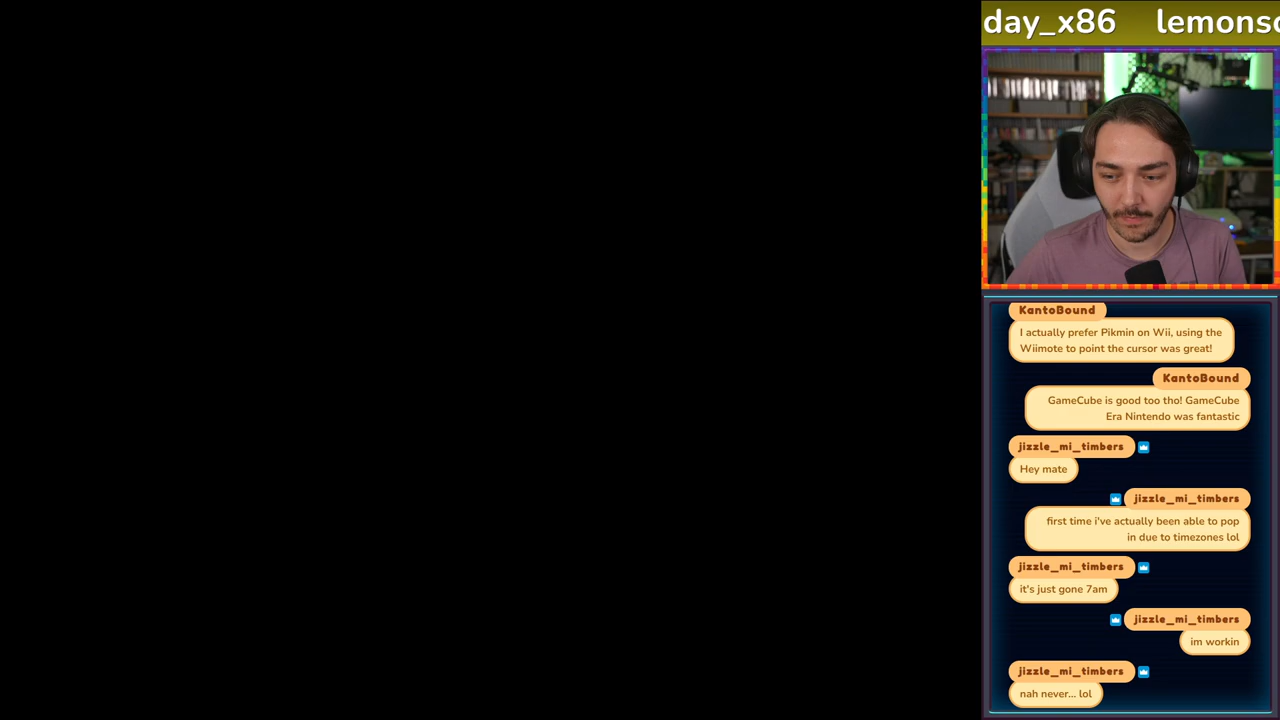 day_x86 lemonsc
KantoBound
I actually prefer Pikmin on Wii, using the
Wiimote to point the cursor was great!
KantoBound
GameCube is good too tho! GameCube
Era Nintendo was fantastic
jizzle_mi_timbers
Hey mate
jizzle_mi_timbers
first time i've actually been able to pop
in due to timezones lol
jizzle_mi_timbers
it's just gone 7am
jizzle_mi_timbers
im workin
jizzle_mi_timbers
nah never... lol